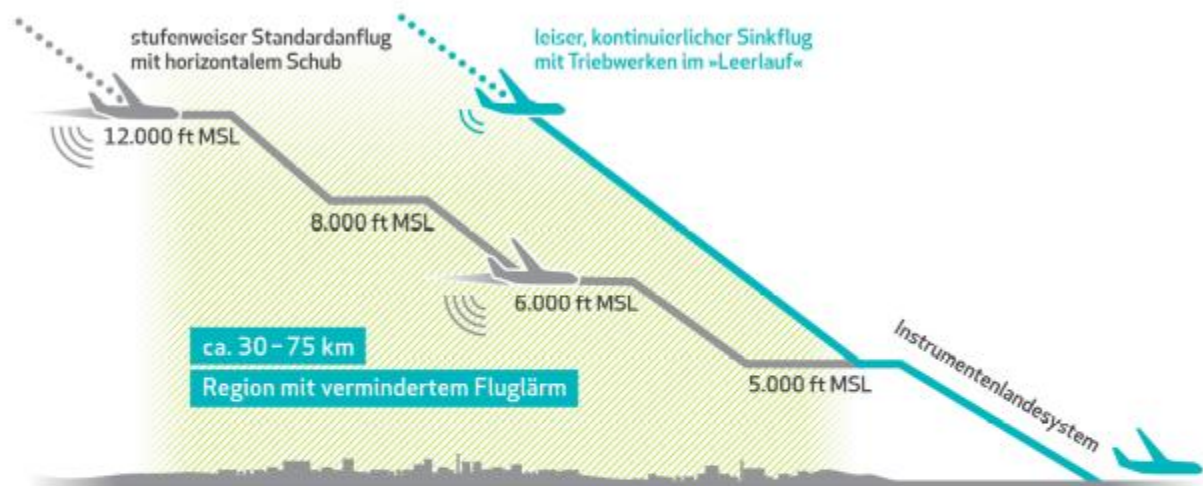 stufenweiser Standardanflug
mit horizontalem Schub
leiser, kontinuierlicher Sinkflug
mit Triebwerken im »Leerlauf«
12.000 ft MSL
8.000 ft MSL
6.000 ft MSL
5.000 ft MSL
ca. 30–75 km
Region mit vermindertem Fluglärm
Instrumentenlandesystem